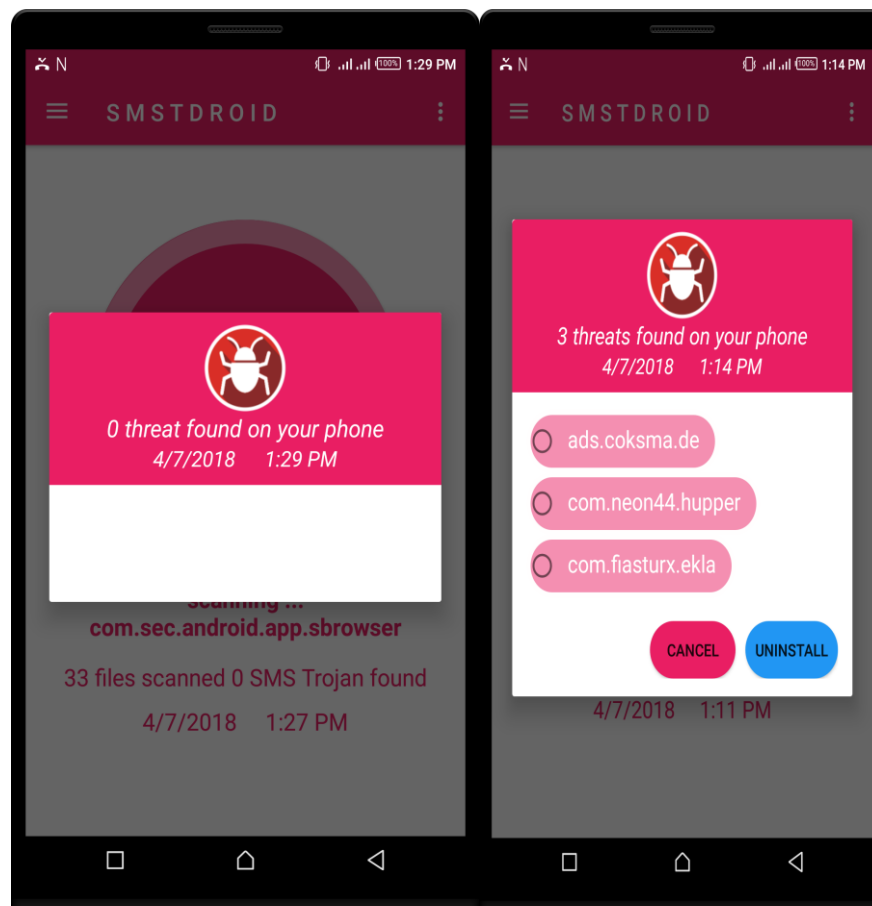 N
100% 1:29 PM
SMSTDROID
0 threat found on your phone
4/7/2018 1:29 PM
scanning ...
com.sec.android.app.sbrowser
33 files scanned 0 SMS Trojan found
4/7/2018 1:27 PM
N
100% 1:14 PM
SMSTDROID
3 threats found on your phone
4/7/2018 1:14 PM
ads.coksma.de
com.neon44.hupper
com.fiasturx.ekla
CANCEL
UNINSTALL
4/7/2018 1:11 PM